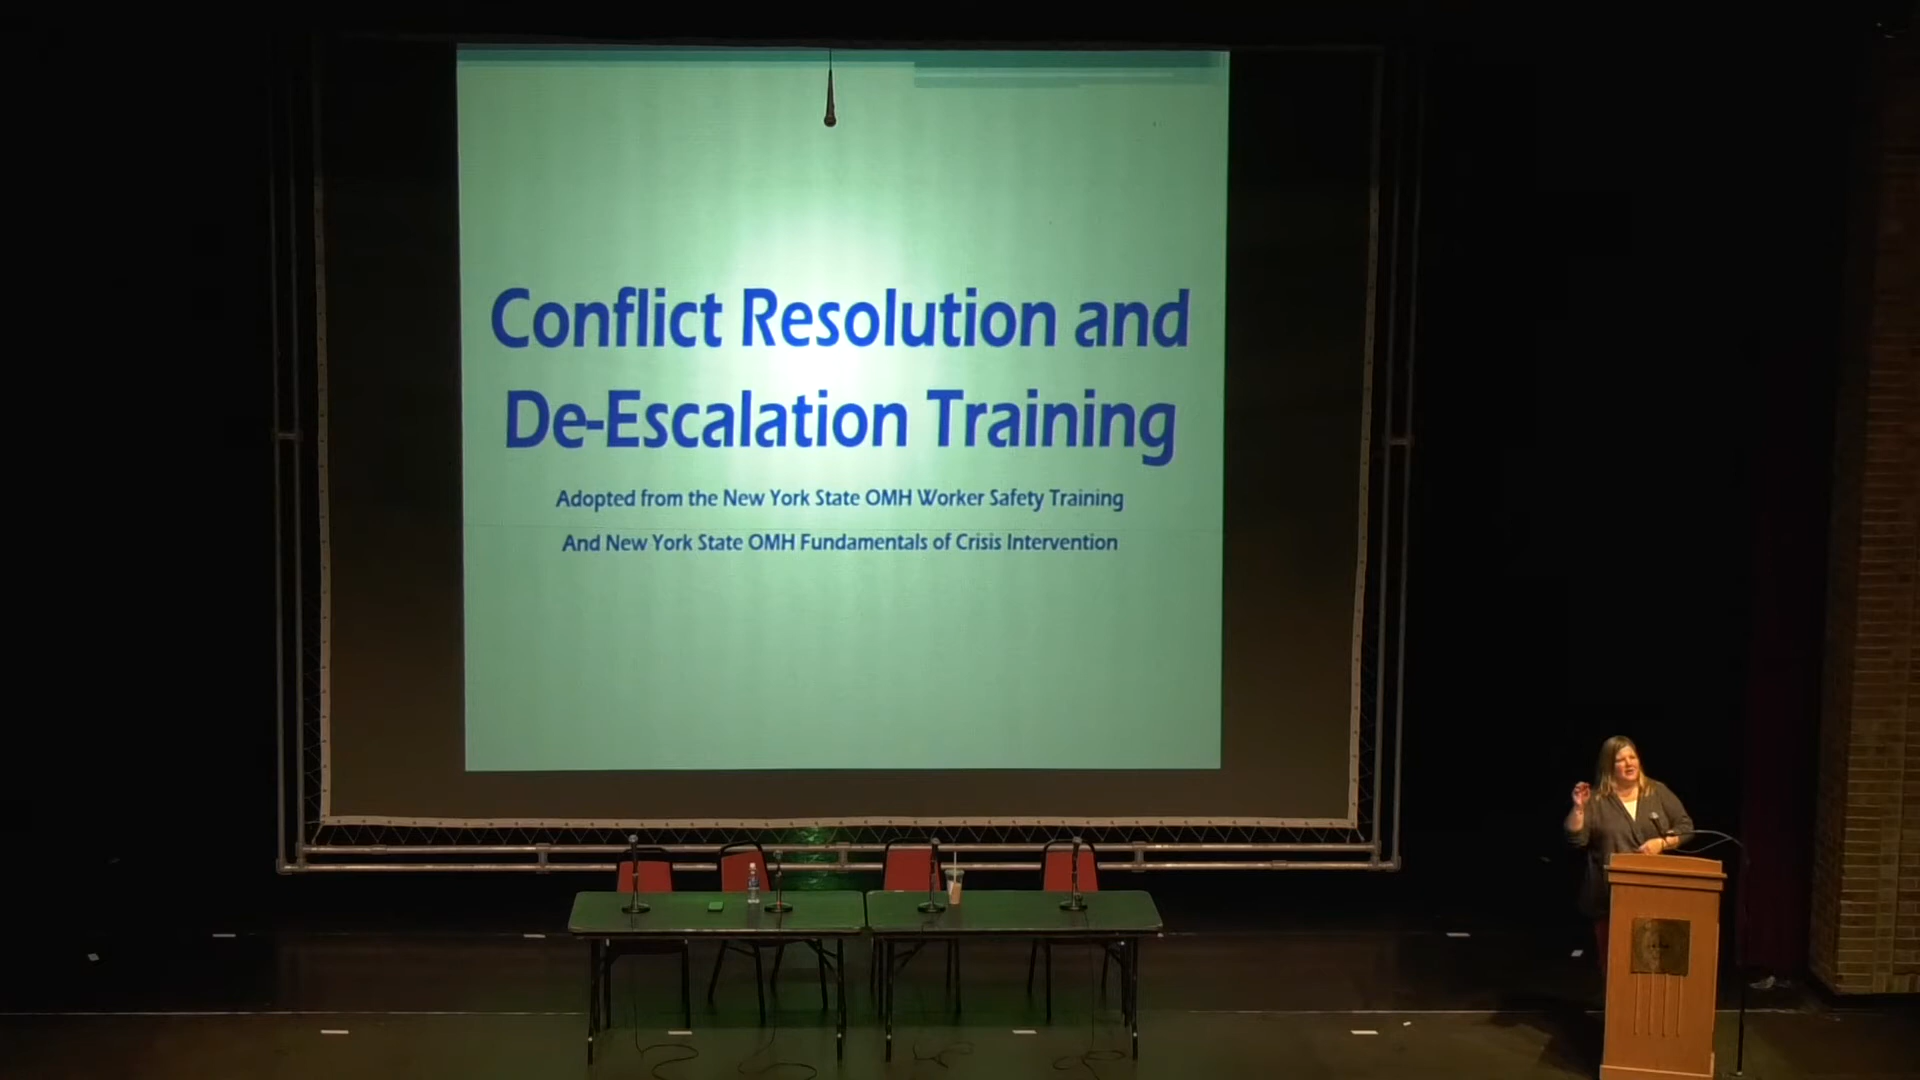 Conflict Resolution and
De-Escalation Training
Adopted from the New York State OMH Worker Safety Training
And New York State OMH Fundamentals of Crisis Intervention